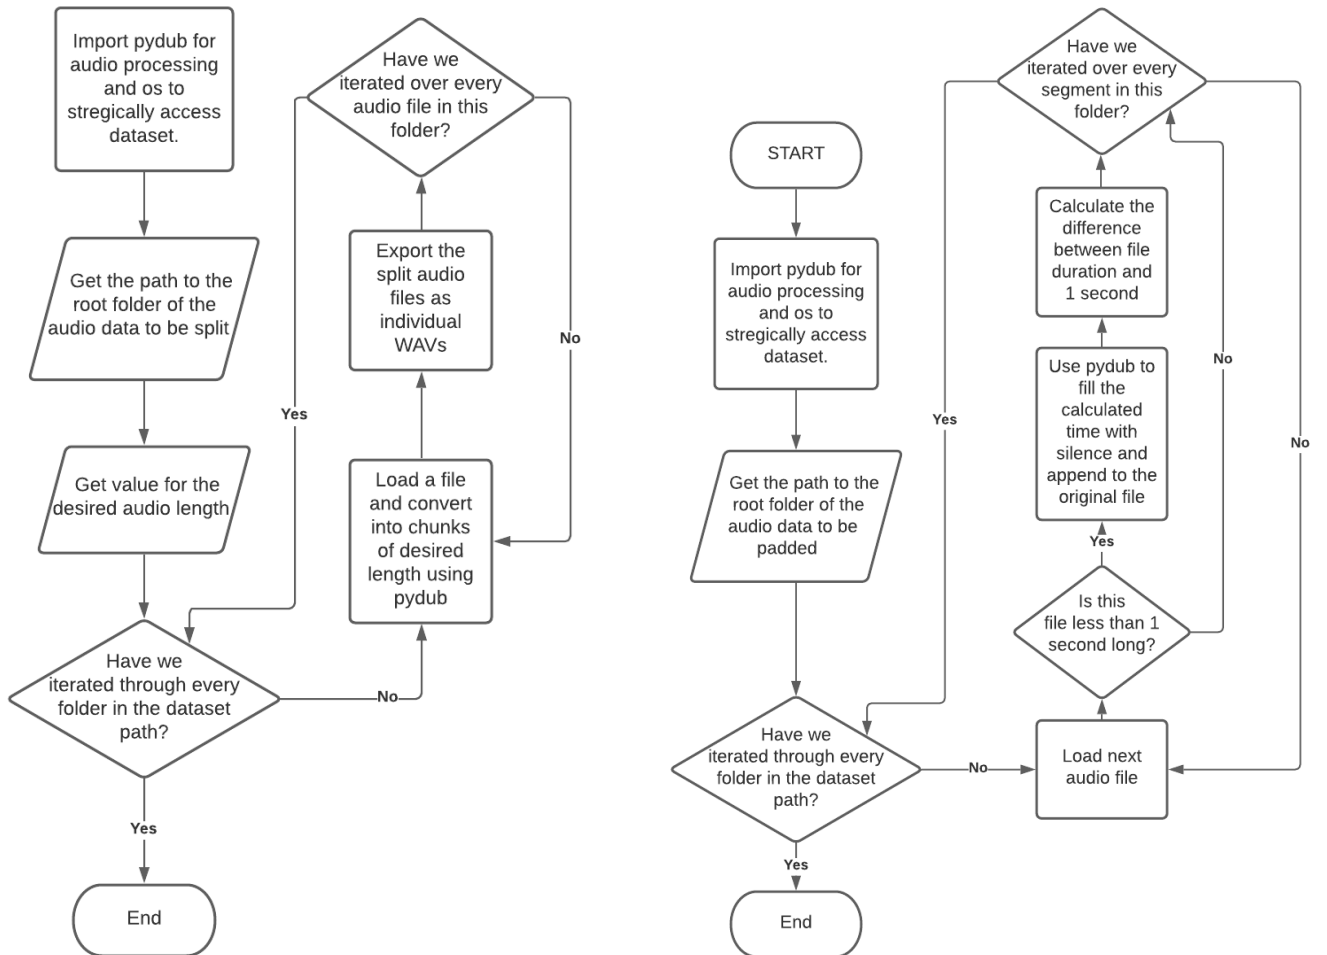 Import pydub for
audio processing
and os to
stregically access
dataset.
Get the path to the
root folder of the
audio data to be split
Get value for the
desired audio length
Have we
iterated through every
folder in the dataset
path?
Yes
End
No
Load a file
and convert
into chunks
of desired
length using
pydub
Export the
split audio
files as
individual
WAVs
Have we
iterated over every
audio file in this
folder?
Yes
No
START
Import pydub for
audio processing
and os to
stregically access
dataset.
Get the path to the
root folder of the
audio data to be
padded
Have we
iterated through every
folder in the dataset
path?
Yes
End
No
Load next
audio file
Is this
file less than 1
second long?
Yes
No
Use pydub to
fill the
calculated
time with
silence and
append to the
original file
Calculate the
difference
between file
duration and
1 second
Have we
iterated over every
segment in this
folder?
Yes
No